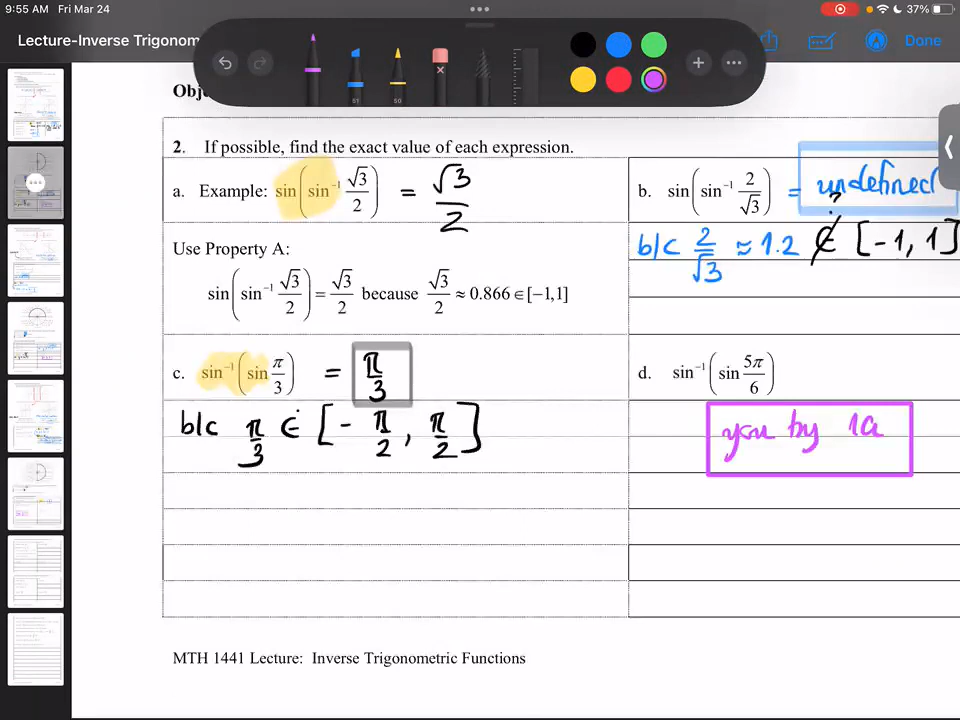 9:55 AM Fri Mar 24
37%
Lecture-Inverse Trigonom
Done
51
50
Obj
2. If possible, find the exact value of each expression.
a. Example: sin(sin⁻¹ √3/2) = √3/2
b. sin(sin⁻¹ 2/√3) = undefined
b/c 2/√3 ≈ 1.2 ∉ [-1, 1]
Use Property A:
sin(sin⁻¹ √3/2) = √3/2 because √3/2 ≈ 0.866 ∈ [−1,1]
c. sin⁻¹(sin π/3) = π/3
b/c π/3 ∈ [-π/2, π/2]
d. sin⁻¹(sin 5π/6)
by 1a
MTH 1441 Lecture: Inverse Trigonometric Functions